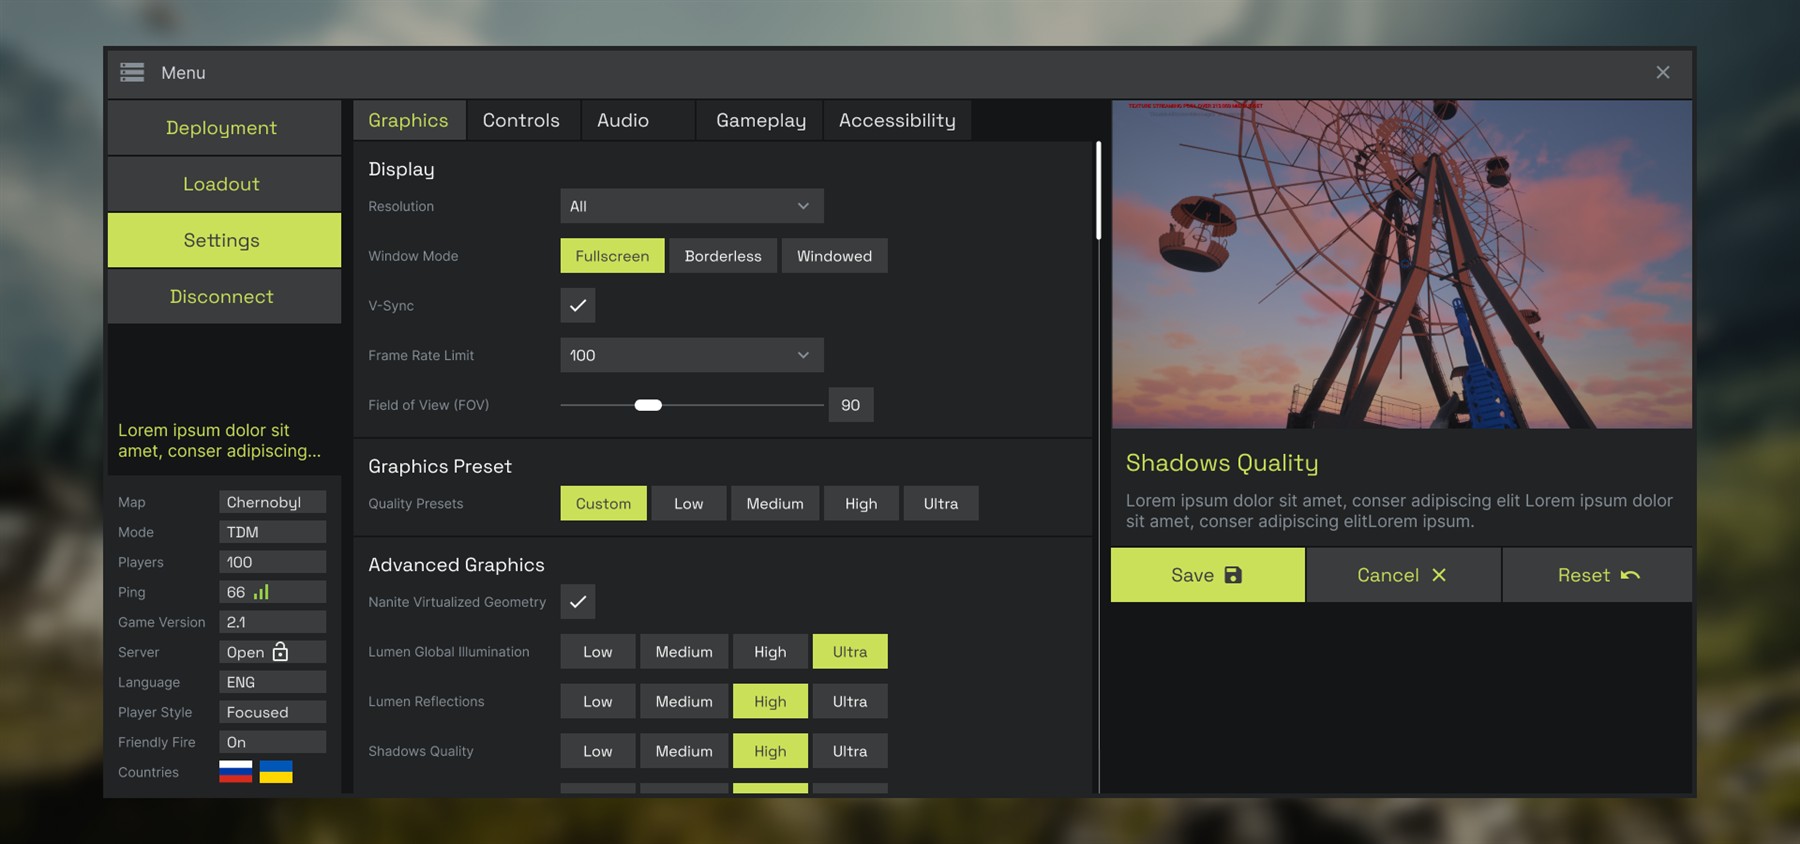 Menu
Deployment
Loadout
Settings
Disconnect
Lorem ipsum dolor sit
amet, conser adipiscing...
Map Chernobyl
Mode TDM
Players 100
Ping 66
Game Version 2.1
Server Open
Language ENG
Player Style Focused
Friendly Fire On
Countries
Graphics Controls Audio Gameplay Accessibility
Display
Resolution All
Window Mode Fullscreen Borderless Windowed
V-Sync
Frame Rate Limit 100
Field of View (FOV) 90
Graphics Preset
Quality Presets Custom Low Medium High Ultra
Advanced Graphics
Nanite Virtualized Geometry
Lumen Global Illumination Low Medium High Ultra
Lumen Reflections Low Medium High Ultra
Shadows Quality Low Medium High Ultra
Shadows Quality
Lorem ipsum dolor sit amet, conser adipiscing elit Lorem ipsum dolor
sit amet, conser adipiscing elitLorem ipsum.
Save Cancel Reset